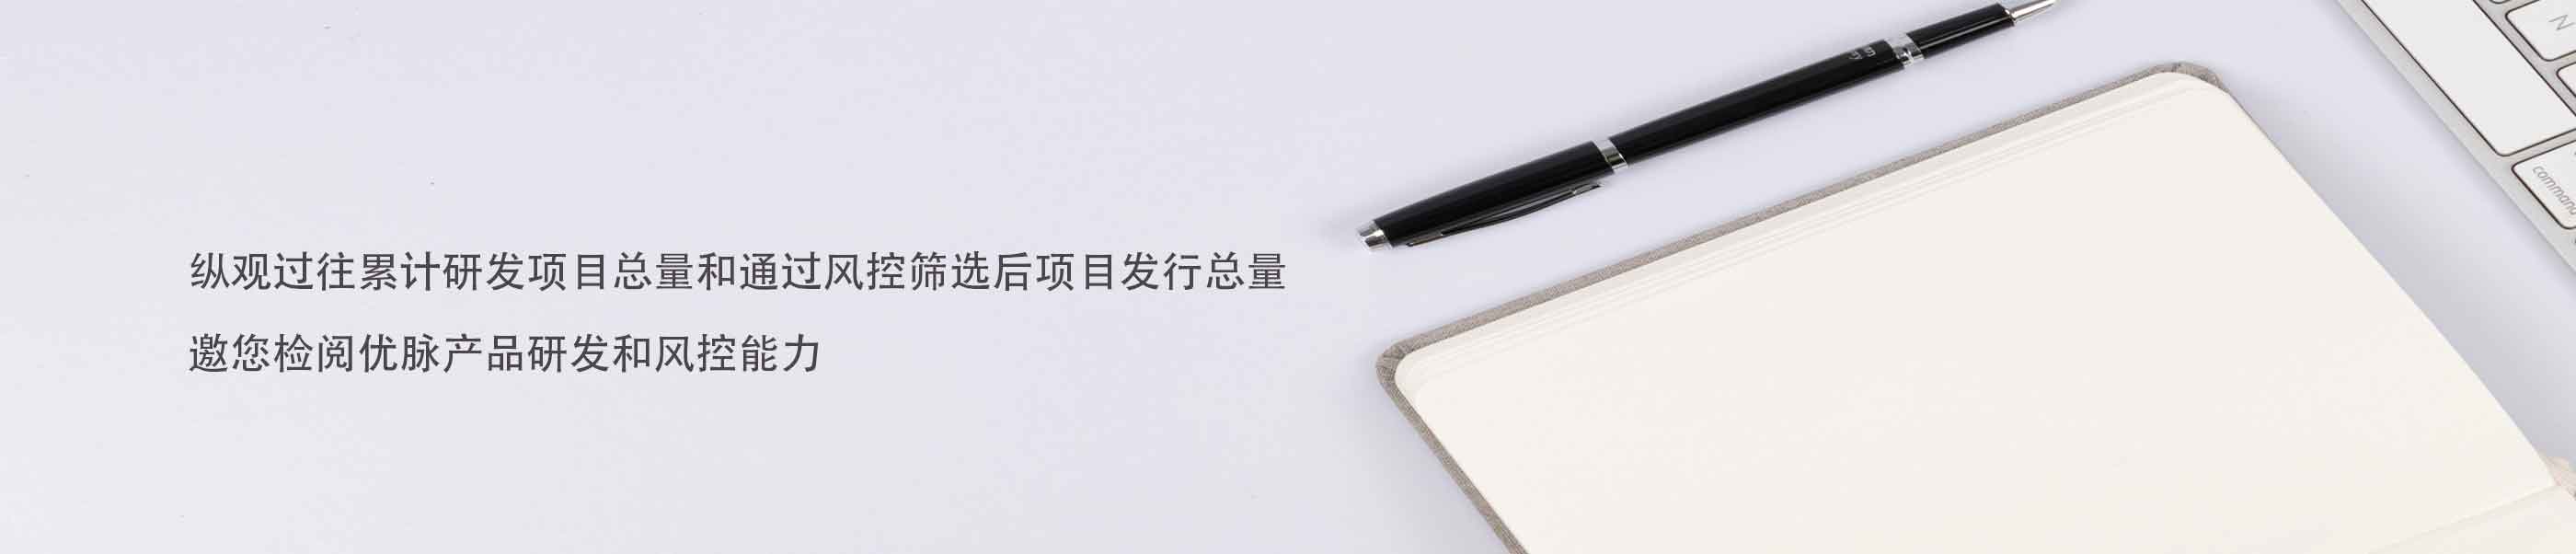 纵观过往累计研发项目总量和通过风控筛选后项目发行总量
邀您检阅优脉产品研发和风控能力
N
command